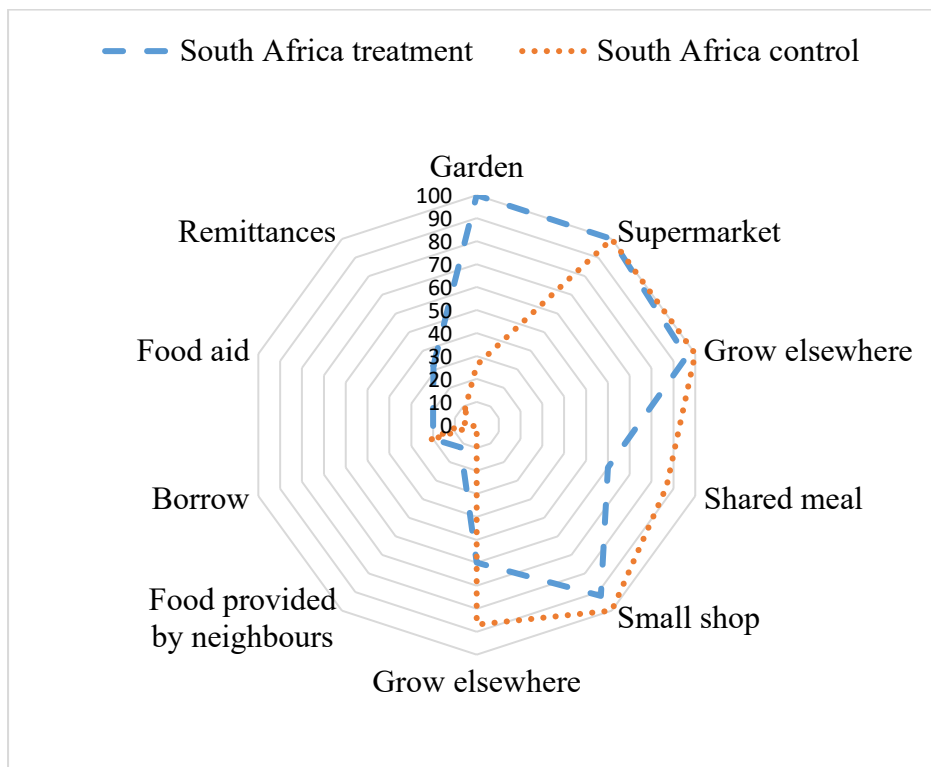 South Africa treatment
South Africa control
Garden
100
90
80
70
60
50
40
30
20
10
0
Supermarket
Grow elsewhere
Shared meal
Small shop
Grow elsewhere
Food provided
by neighbours
Borrow
Food aid
Remittances